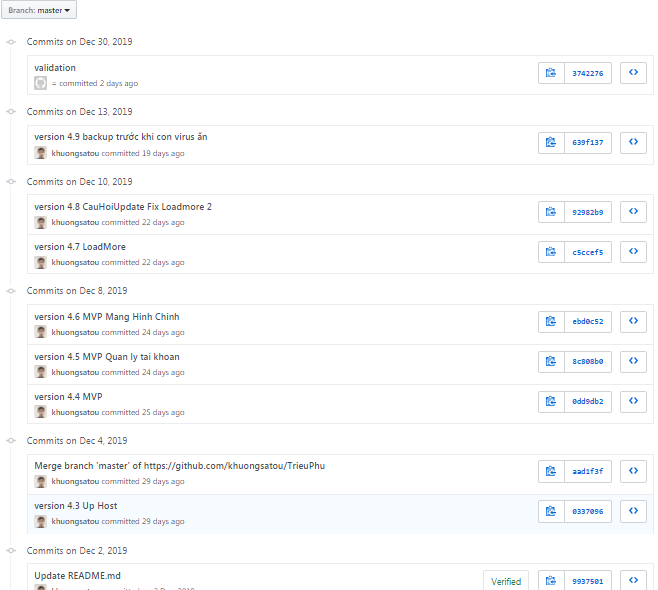 Branch: master
Commits on Dec 30, 2019
validation
= committed 2 days ago
3742276
Commits on Dec 13, 2019
version 4.9 backup trước khi con virus ăn
khuongsatou committed 19 days ago
639f137
Commits on Dec 10, 2019
version 4.8 CauHoiUpdate Fix Loadmore 2
khuongsatou committed 22 days ago
92982b9
version 4.7 LoadMore
khuongsatou committed 22 days ago
c5ccef5
Commits on Dec 8, 2019
version 4.6 MVP Mang Hinh Chinh
khuongsatou committed 24 days ago
ebd0c52
version 4.5 MVP Quan ly tai khoan
khuongsatou committed 24 days ago
8c808b0
version 4.4 MVP
khuongsatou committed 25 days ago
0dd9db2
Commits on Dec 4, 2019
Merge branch 'master' of https://github.com/khuongsatou/TrieuPhu
khuongsatou committed 29 days ago
aad1f3f
version 4.3 Up Host
khuongsatou committed 29 days ago
0337096
Commits on Dec 2, 2019
Update README.md
Verified
9937501